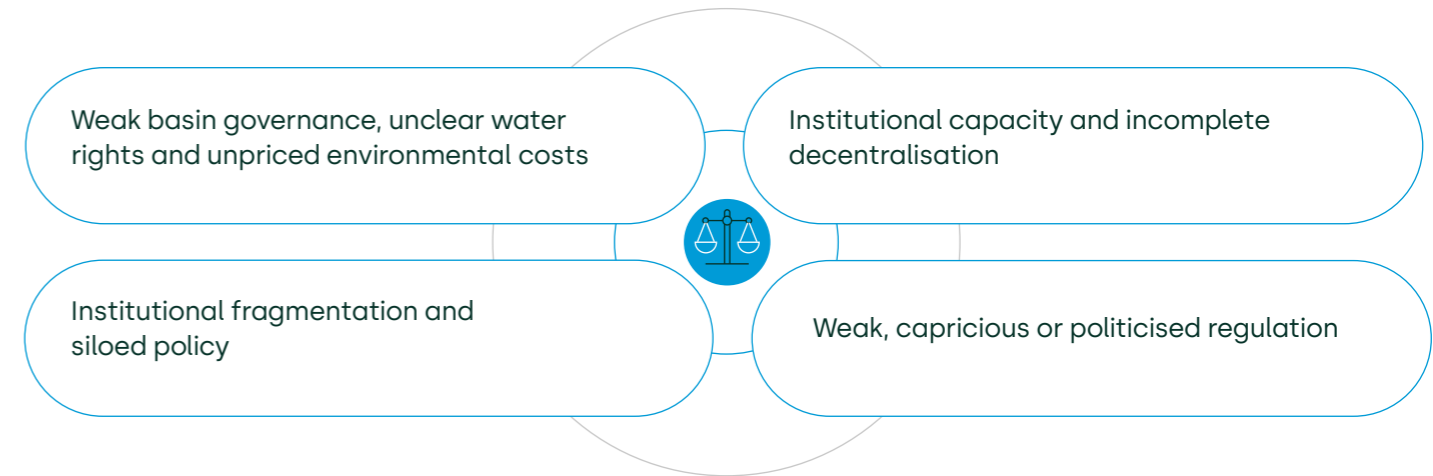 Weak basin governance, unclear water
rights and unpriced environmental costs
Institutional capacity and incomplete
decentralisation
Institutional fragmentation and
siloed policy
Weak, capricious or politicised regulation